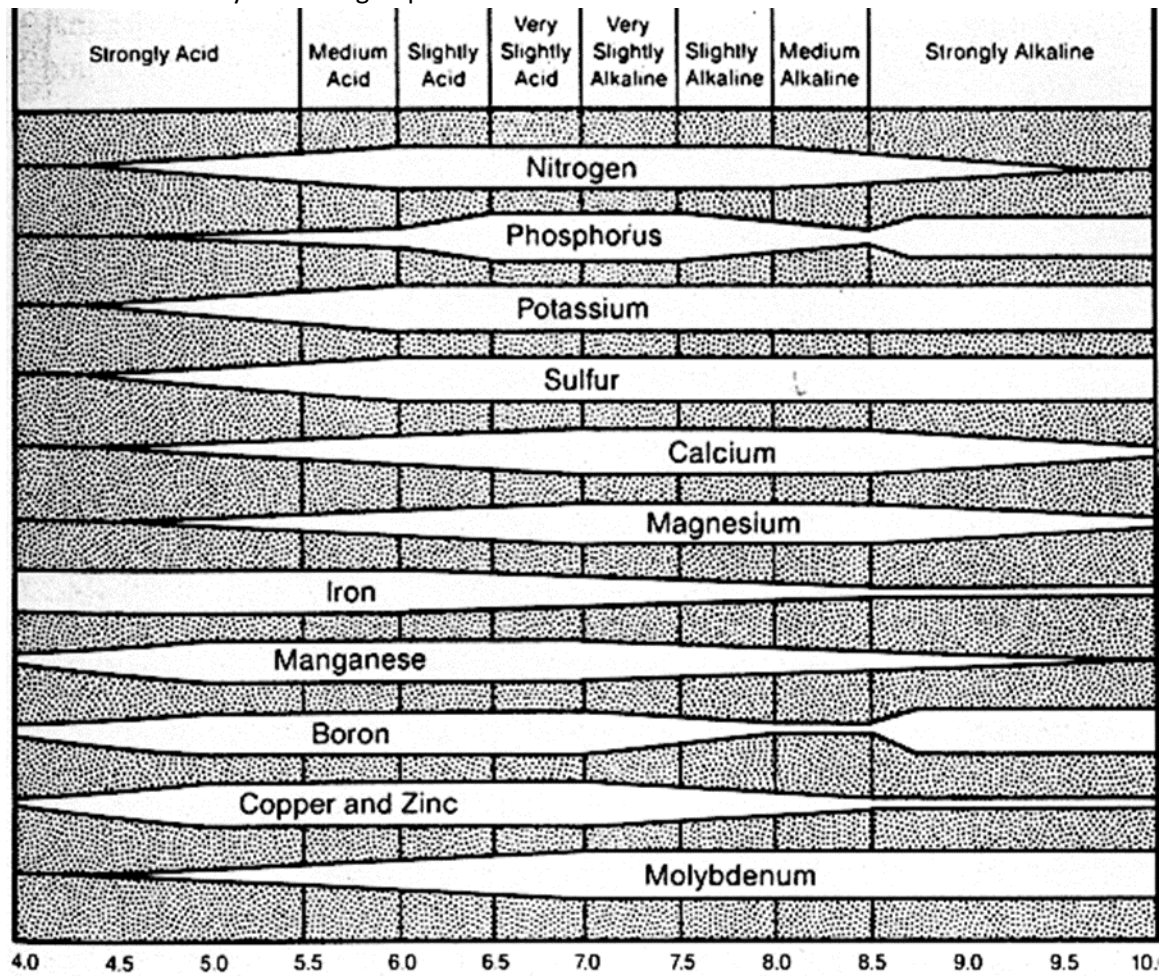 Strongly Acid
Medium
Acid
Slightly
Acid
Very
Slightly
Acid
Very
Slightly
Alkaline
Slightly
Alkaline
Medium
Alkaline
Strongly Alkaline
Nitrogen
Phosphorus
Potassium
Sulfur
Calcium
Magnesium
Iron
Manganese
Boron
Copper and Zinc
Molybdenum
4.0 4.5 5.0 5.5 6.0 6.5 7.0 7.5 8.0 8.5 9.0 9.5 10.